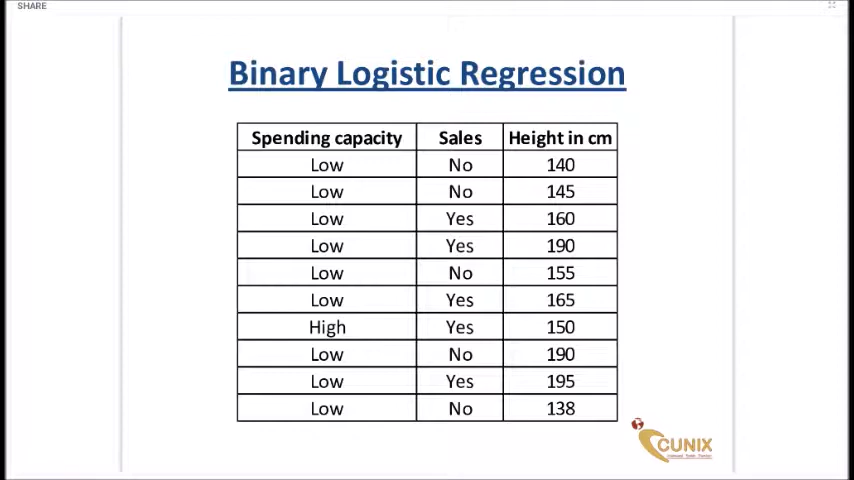 SHARE
Binary Logistic Regression
Spending capacity Sales Height in cm
Low No 140
Low No 145
Low Yes 160
Low Yes 190
Low No 155
Low Yes 165
High Yes 150
Low No 190
Low Yes 195
Low No 138
CUNIX